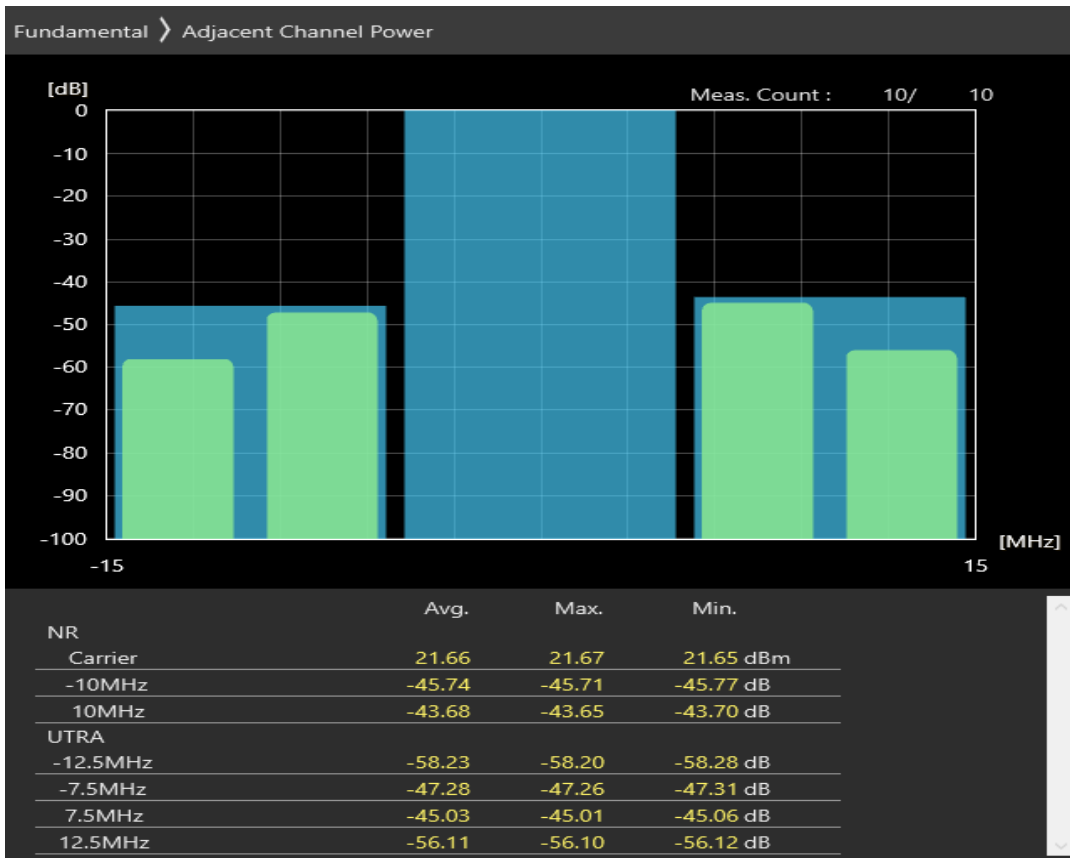 Fundamental 》 Adjacent Channel Power
[dB]
Meas. Count : 10/ 10
0
-10
-20
-30
-40
-50
-60
-70
-80
-90
-100
[MHz]
-15 15
Avg. Max. Min.
NR
Carrier 21.66 21.67 21.65 dBm
-10MHz -45.74 -45.71 -45.77 dB
10MHz -43.68 -43.65 -43.70 dB
UTRA
-12.5MHz -58.23 -58.20 -58.28 dB
-7.5MHz -47.28 -47.26 -47.31 dB
7.5MHz -45.03 -45.01 -45.06 dB
12.5MHz -56.11 -56.10 -56.12 dB